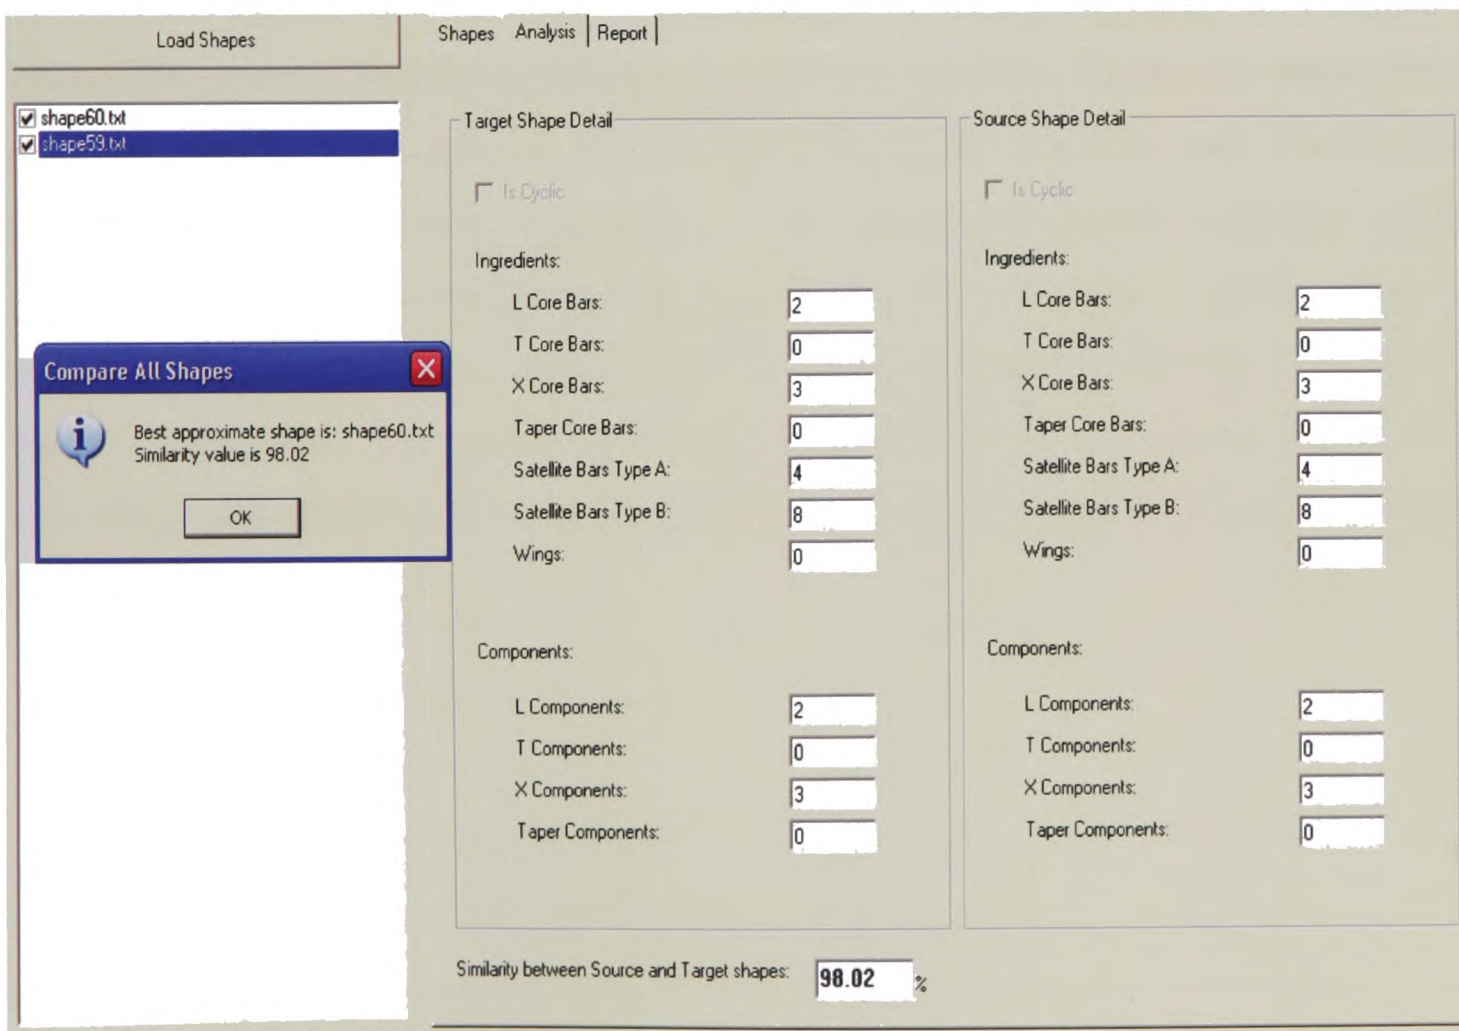 Load Shapes
Shapes Analysis Report
shape60.txt
shape59.txt
Compare All Shapes
Best approximate shape is: shape60.txt
Similarity value is 98.02
OK
Target Shape Detail
Is Cyclic
Ingredients:
L Core Bars: 2
T Core Bars: 0
X Core Bars: 3
Taper Core Bars: 0
Satellite Bars Type A: 4
Satellite Bars Type B: 8
Wings: 0
Components:
L Components: 2
T Components: 0
X Components: 3
Taper Components: 0
Source Shape Detail
Is Cyclic
Ingredients:
L Core Bars: 2
T Core Bars: 0
X Core Bars: 3
Taper Core Bars: 0
Satellite Bars Type A: 4
Satellite Bars Type B: 8
Wings: 0
Components:
L Components: 2
T Components: 0
X Components: 3
Taper Components: 0
Similarity between Source and Target shapes: 98.02 %